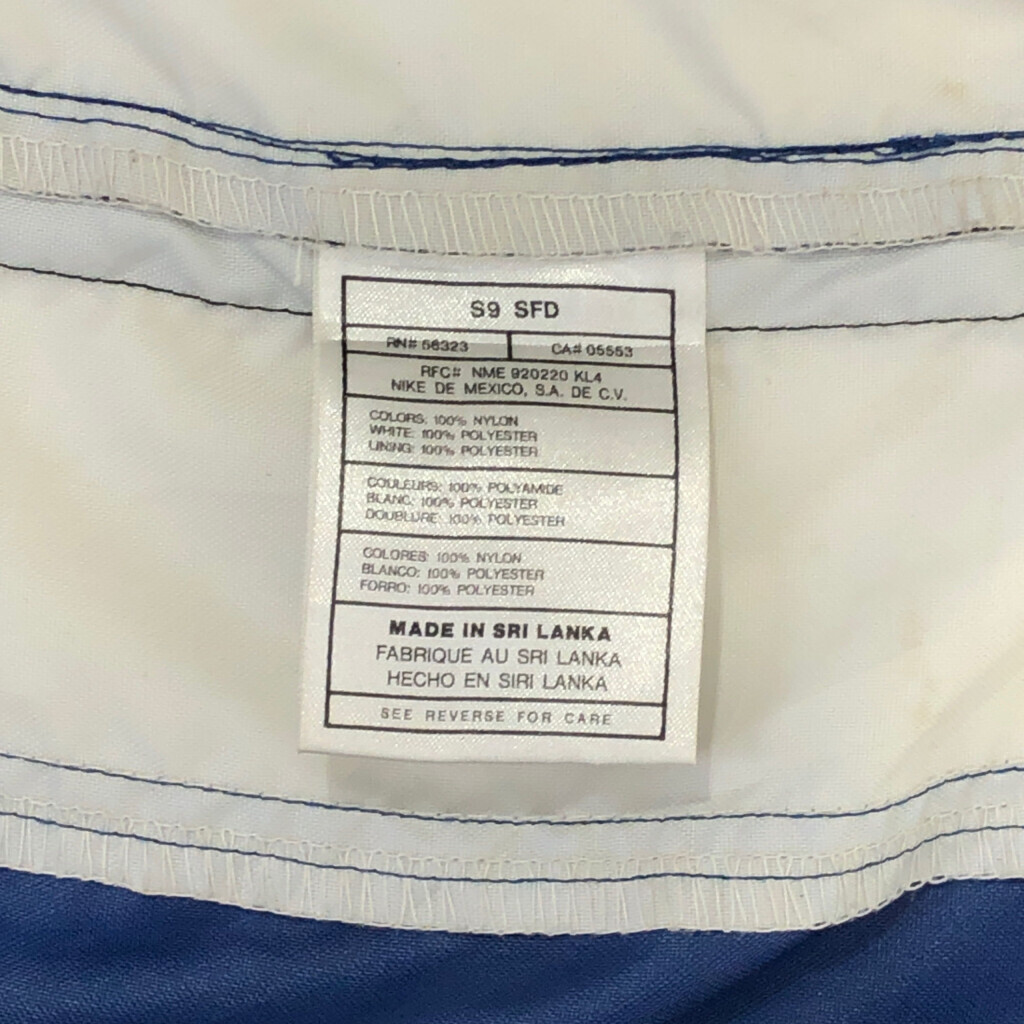 S9 SFD
RN# 56323 CA# 05553
RFC# NME 920220 KL4
NIKE DE MEXICO, S.A. DE C.V.
COLORS: 100% NYLON
WHITE: 100% POLYESTER
LINING: 100% POLYESTER
COULEURS: 100% POLYAMIDE
BLANC: 100% POLYESTER
DOUBLURE: 100% POLYESTER
COLORES: 100% NYLON
BLANCO: 100% POLYESTER
FORRO: 100% POLYESTER
MADE IN SRI LANKA
FABRIQUE AU SRI LANKA
HECHO EN SIRI LANKA
SEE REVERSE FOR CARE